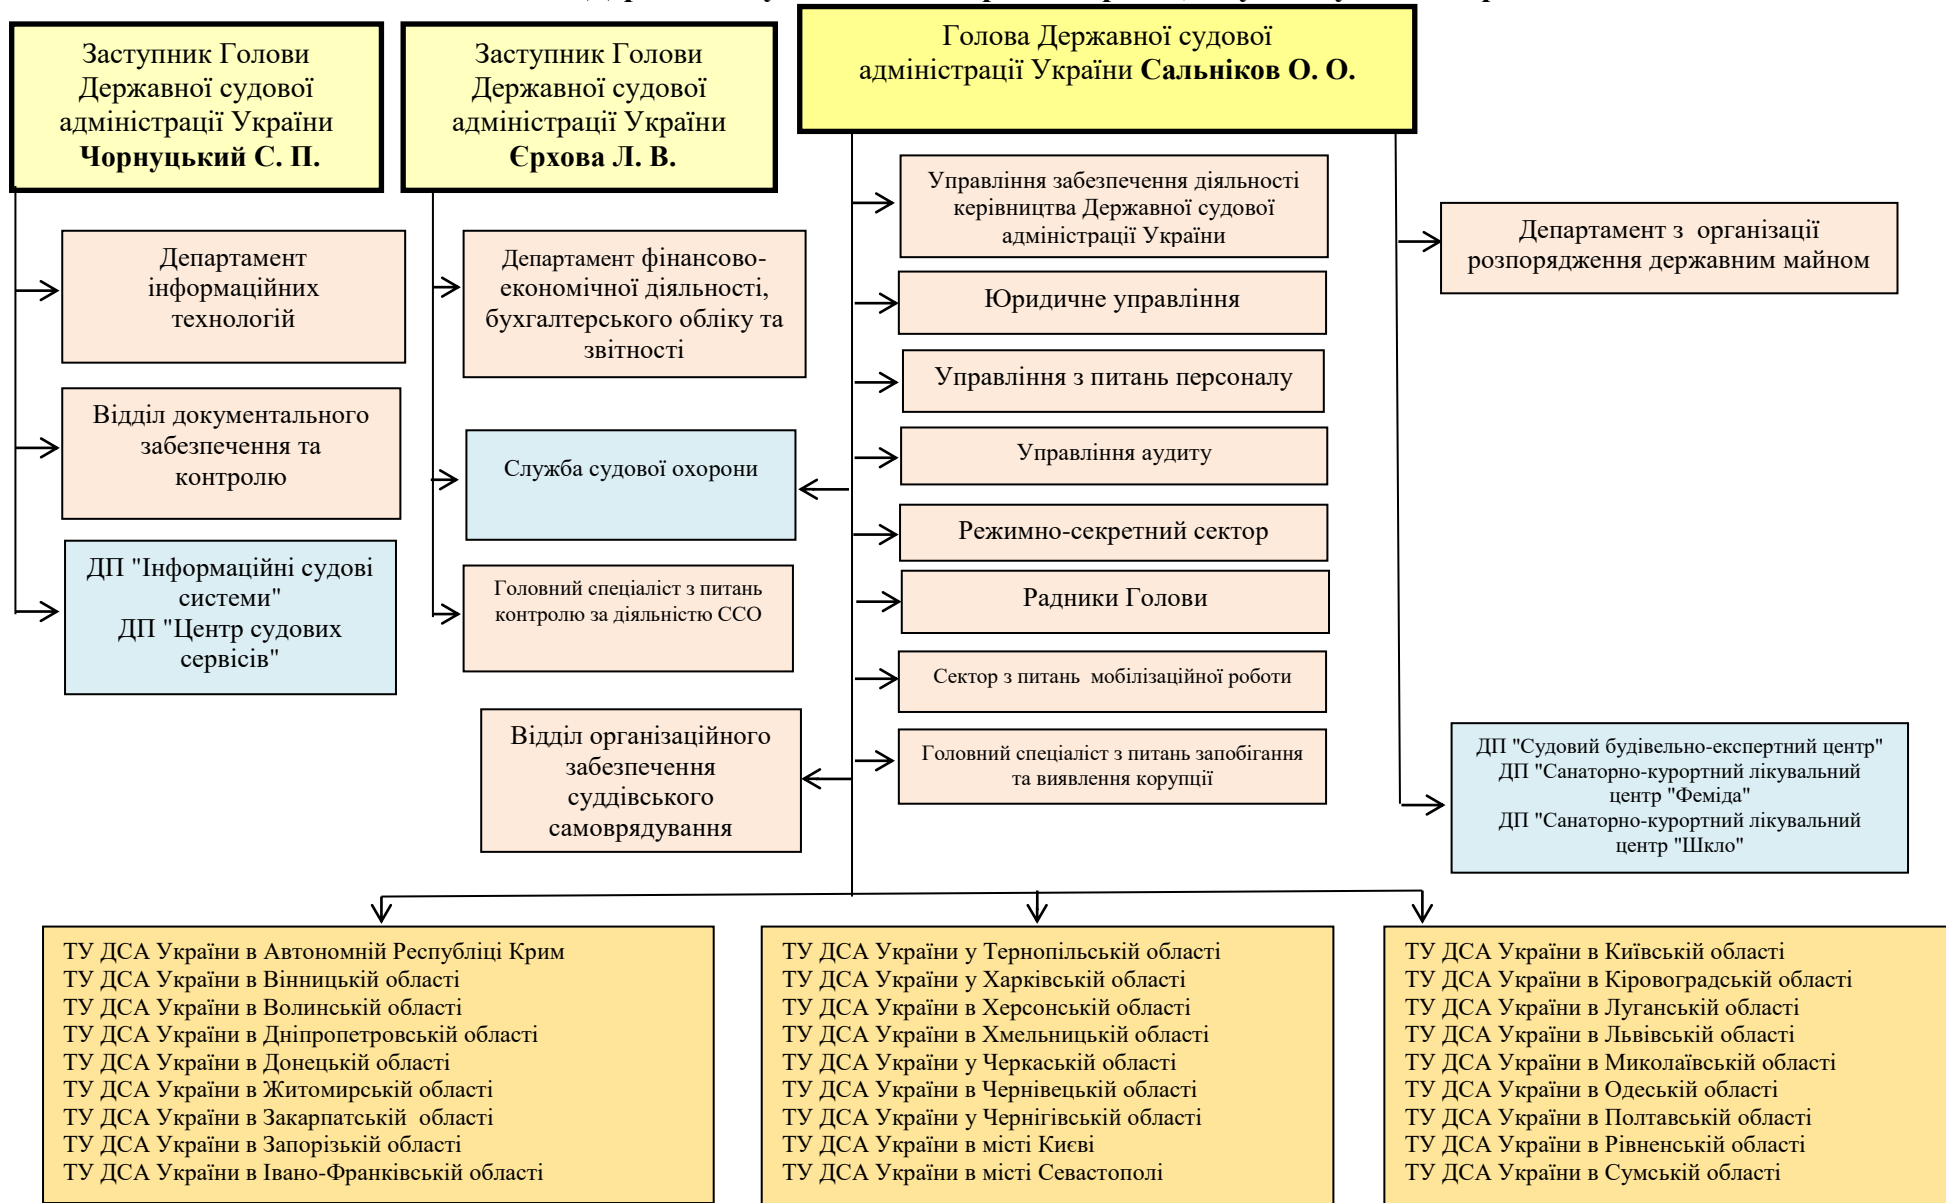 Заступник Голови
Державної судової
адміністрації України
Чорнуцький С. П.
Заступник Голови
Державної судової
адміністрації України
Єрхова Л. В.
Голова Державної судової
адміністрації України Сальніков О. О.
Департамент
інформаційних
технологій
Відділ документального
забезпечення та
контролю
ДП "Інформаційні судові
системи"
ДП "Центр судових
сервісів"
Департамент фінансово-
економічної діяльності,
бухгалтерського обліку та
звітності
Служба судової охорони
Головний спеціаліст з питань
контролю за діяльністю ССО
Відділ організаційного
забезпечення
суддівського
самоврядування
Управління забезпечення діяльності
керівництва Державної судової
адміністрації України
Юридичне управління
Управління з питань персоналу
Управління аудиту
Режимно-секретний сектор
Радники Голови
Сектор з питань  мобілізаційної роботи
Головний спеціаліст з питань запобігання
та виявлення корупції
Департамент з  організації
розпорядження державним майном
ДП "Судовий будівельно-експертний центр"
ДП "Санаторно-курортний лікувальний
центр "Феміда"
ДП "Санаторно-курортний лікувальний
центр "Шкло"
ТУ ДСА України в Автономній Республіці Крим
ТУ ДСА України в Вінницькій області
ТУ ДСА України в Волинській області
ТУ ДСА України в Дніпропетровській області
ТУ ДСА України в Донецькій області
ТУ ДСА України в Житомирській області
ТУ ДСА України в Закарпатській  області
ТУ ДСА України в Запорізькій області
ТУ ДСА України в Івано-Франківській області
ТУ ДСА України у Тернопільській області
ТУ ДСА України у Харківській області
ТУ ДСА України в Херсонській області
ТУ ДСА України в Хмельницькій області
ТУ ДСА України у Черкаській області
ТУ ДСА України в Чернівецькій області
ТУ ДСА України у Чернігівській області
ТУ ДСА України в місті Києві
ТУ ДСА України в місті Севастополі
ТУ ДСА України в Київській області
ТУ ДСА України в Кіровоградській області
ТУ ДСА України в Луганській області
ТУ ДСА України в Львівській області
ТУ ДСА України в Миколаївській області
ТУ ДСА України в Одеській області
ТУ ДСА України в Полтавській області
ТУ ДСА України в Рівненській області
ТУ ДСА України в Сумській області